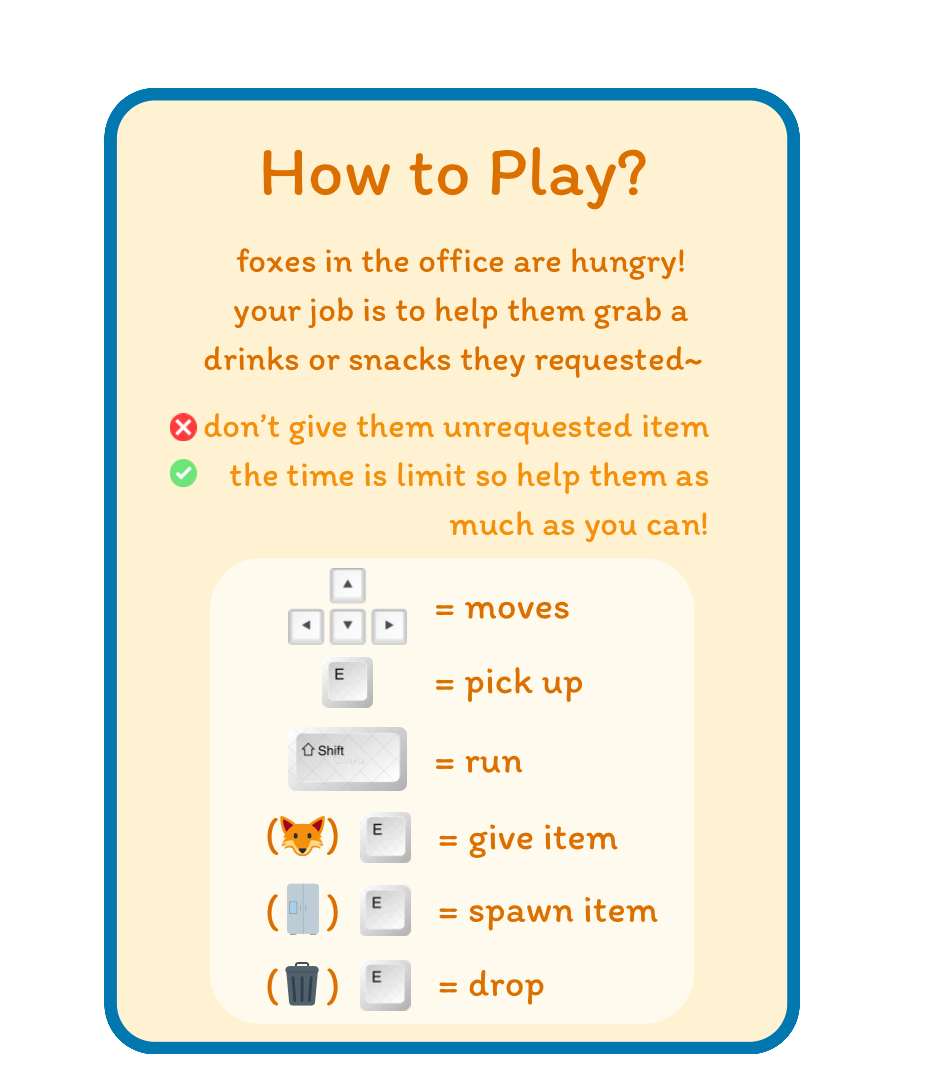 How to Play?
foxes in the office are hungry!
your job is to help them grab a
drinks or snacks they requested~
don't give them unrequested item
the time is limit so help them as
much as you can!
= moves
E = pick up
Shift = run
( ) E = give item
( ) E = spawn item
( ) E = drop